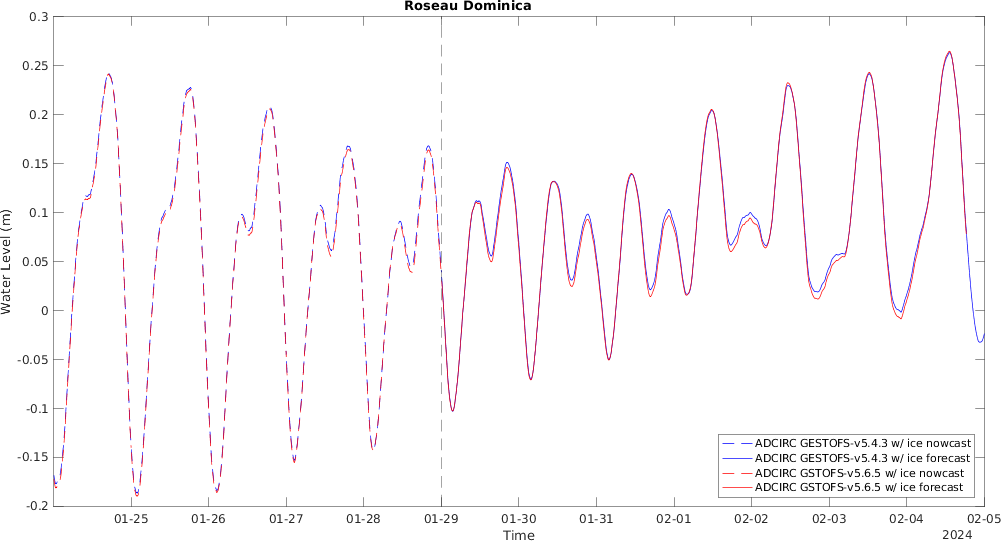 Roseau Dominica
0.3
0.25
0.2
0.15
0.1
0.05
0
-0.05
-0.1
-0.15
-0.2
Water Level (m)
ADCIRC GESTOFS-v5.4.3 w/ ice nowcast
ADCIRC GESTOFS-v5.4.3 w/ ice forecast
ADCIRC GSTOFS-v5.6.5 w/ ice nowcast
ADCIRC GSTOFS-v5.6.5 w/ ice forecast
01-25 01-26 01-27 01-28 01-29 01-30 01-31 02-01 02-02 02-03 02-04 02-05
Time
2024